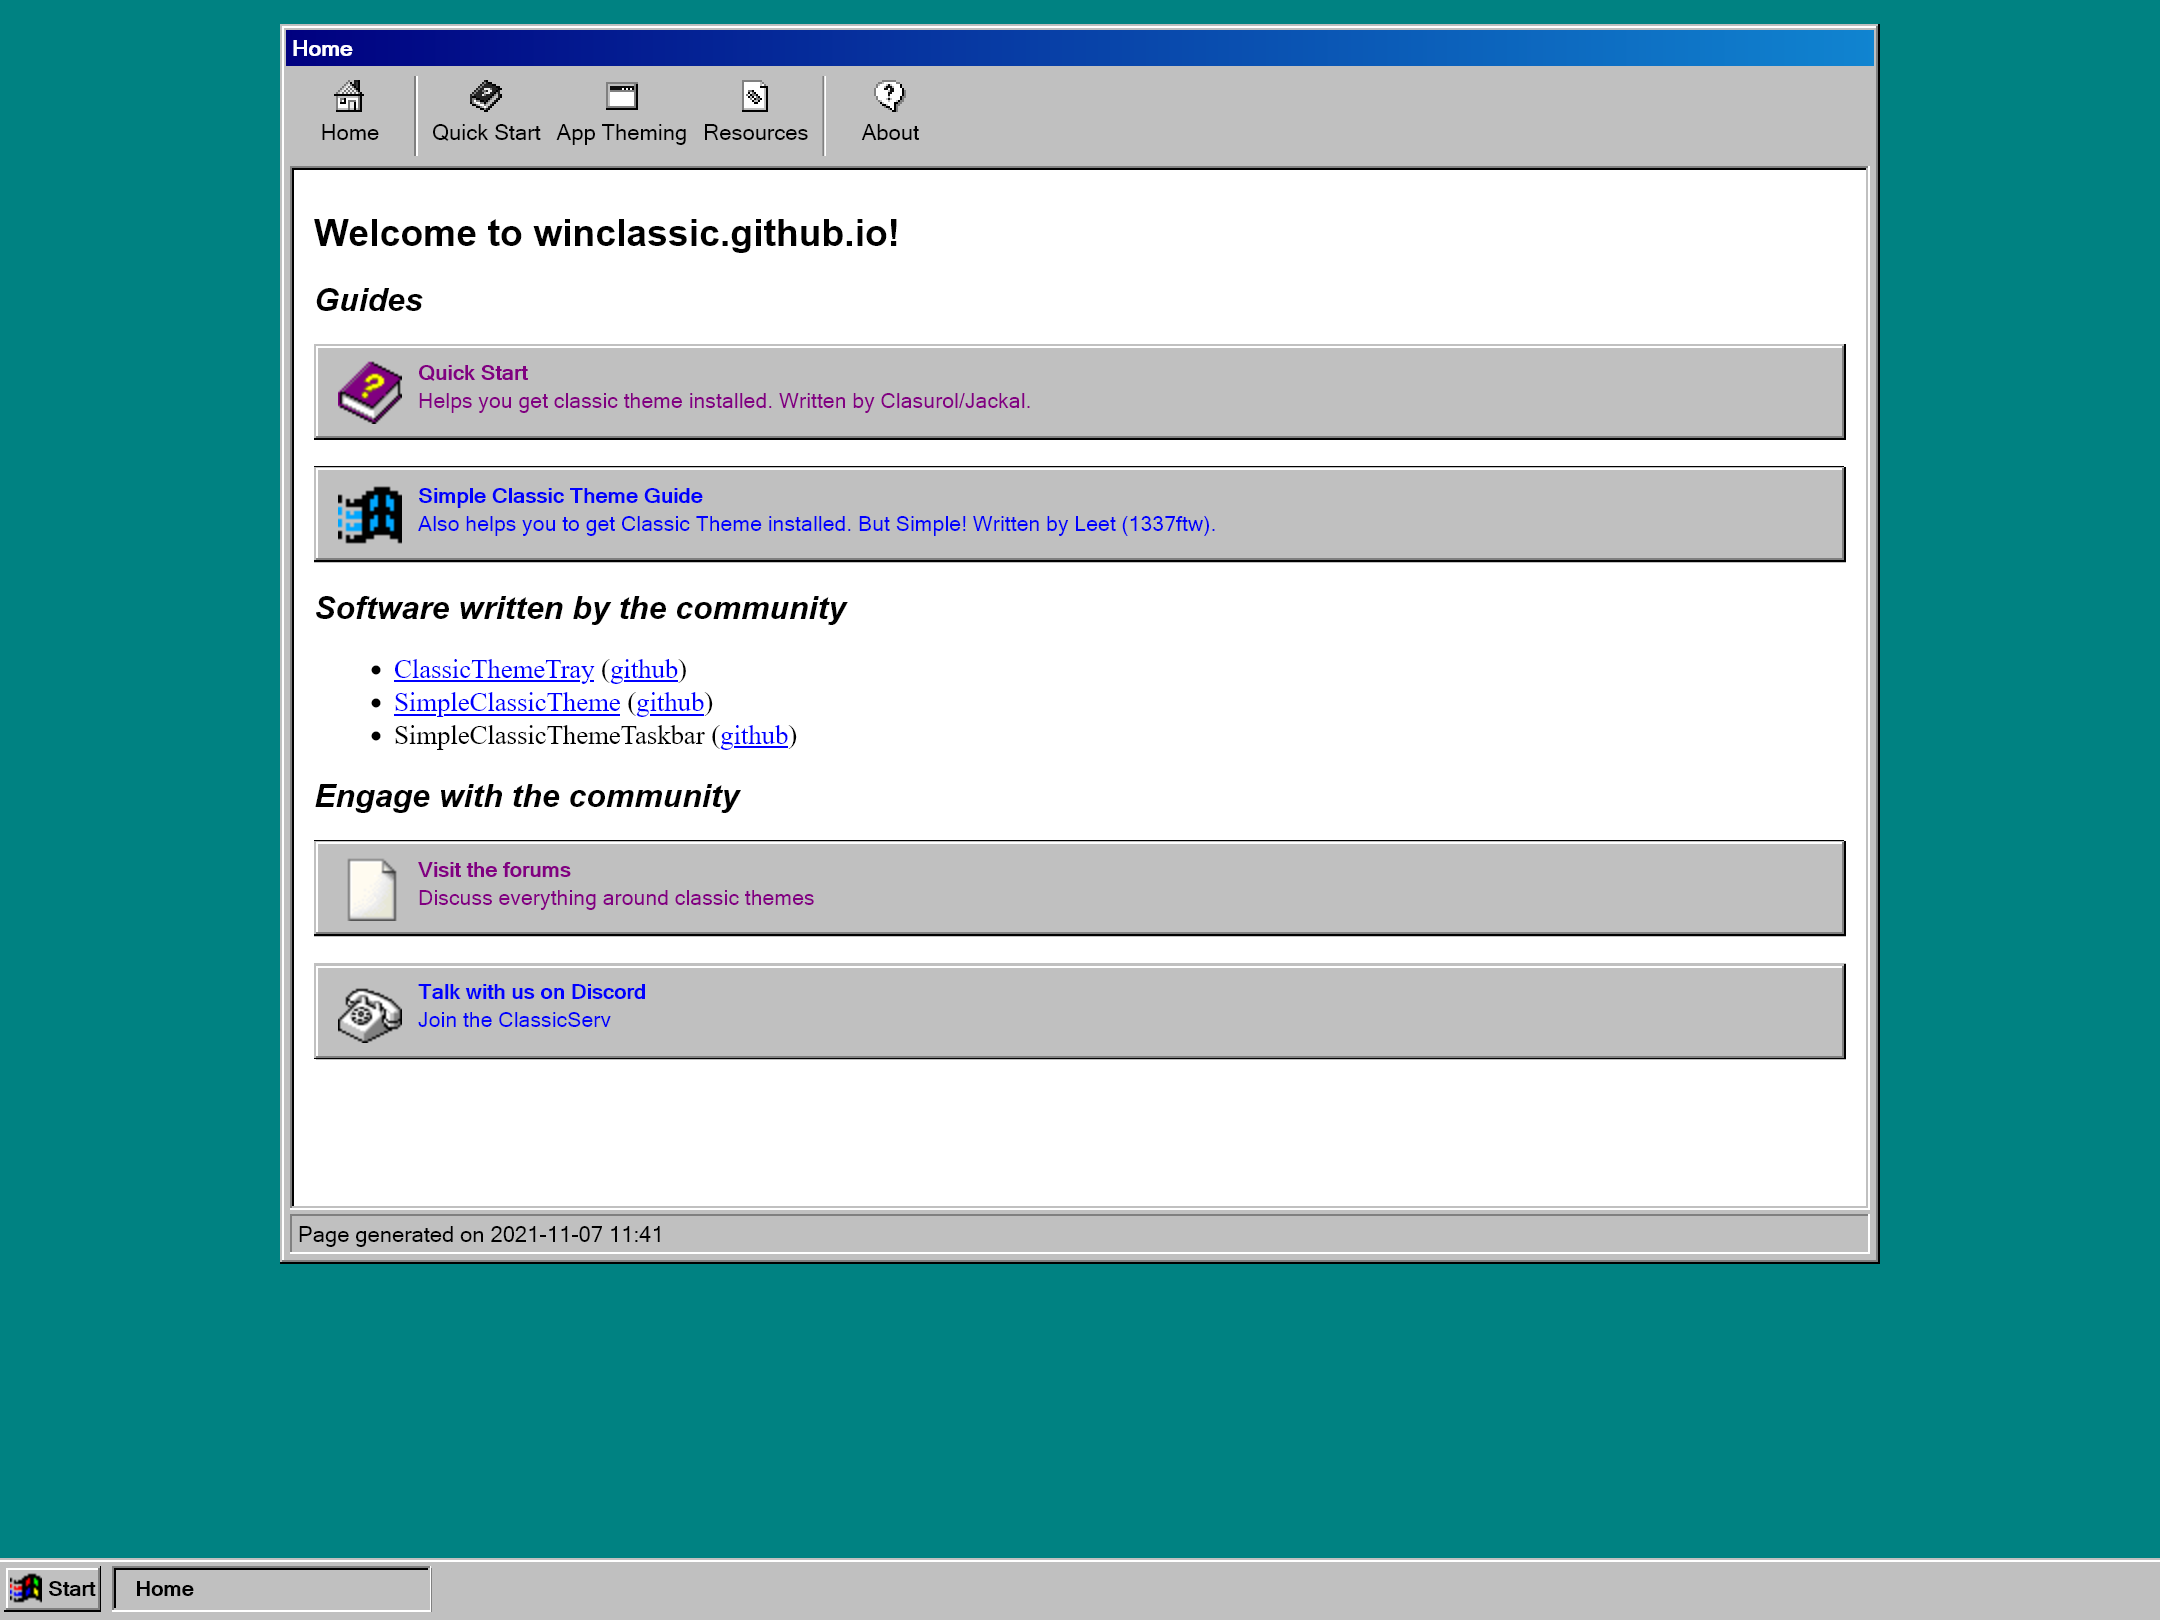 Home
Home
Quick Start
App Theming
Resources
About
Welcome to winclassic.github.io!
Guides
Quick Start
Helps you get classic theme installed. Written by Clasurol/Jackal.
Simple Classic Theme Guide
Also helps you to get Classic Theme installed. But Simple! Written by Leet (1337ftw).
Software written by the community
ClassicThemeTray (github)
SimpleClassicTheme (github)
SimpleClassicThemeTaskbar (github)
Engage with the community
Visit the forums
Discuss everything around classic themes
Talk with us on Discord
Join the ClassicServ
Page generated on 2021-11-07 11:41
Start
Home